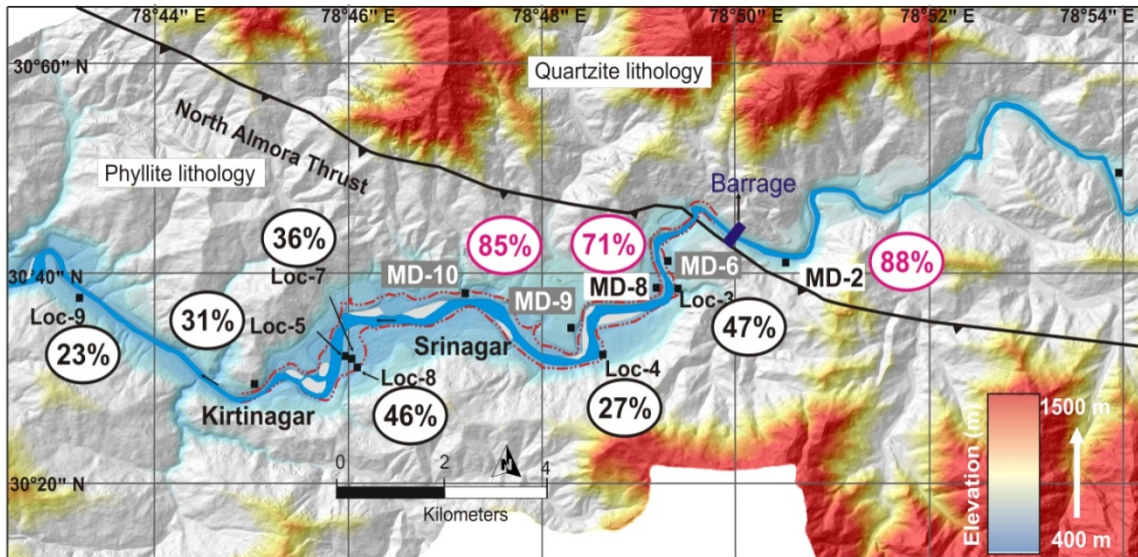 78°44' E
78°46' E
78°48' E
78°50' E
78°52' E
78°54' E
30°60" N
Quartzite lithology
North Almora Thrust
Phyllite lithology
Barrage
36%
85%
71%
88%
30°40" N
Loc-7
MD-10
MD-6
MD-2
MD-9
MD-8
Loc-3
Loc-9
31%
Loc-5
47%
23%
Srinagar
Loc-4
Loc-8
Kirtinagar
46%
27%
1500 m
Elevation (m)
400 m
N
0 2 4
Kilometers
30°20" N